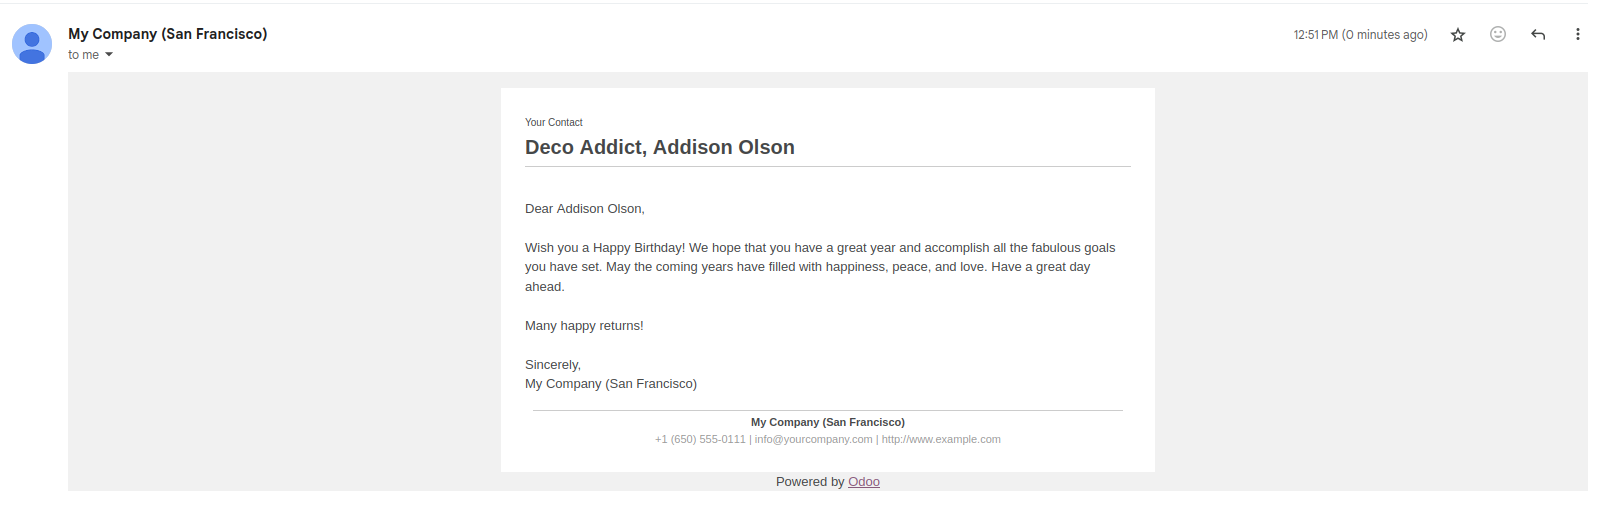 My Company (San Francisco)
12:51 PM (0 minutes ago)
to me
Your Contact
Deco Addict, Addison Olson
Dear Addison Olson,
Wish you a Happy Birthday! We hope that you have a great year and accomplish all the fabulous goals
you have set. May the coming years have filled with happiness, peace, and love. Have a great day
ahead.
Many happy returns!
Sincerely,
My Company (San Francisco)
My Company (San Francisco)
+1 (650) 555-0111 | info@yourcompany.com | http://www.example.com
Powered by Odoo